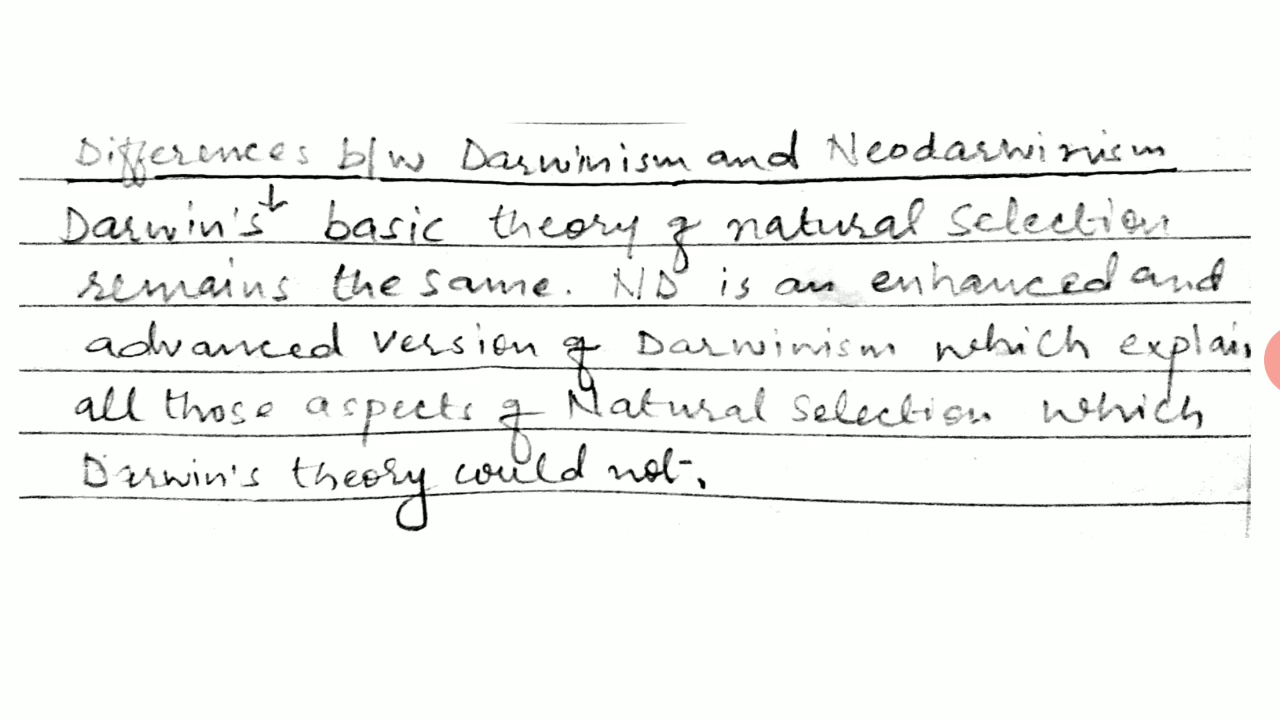 Differences b/w Darwinism and Neodarwinism
Darwin's basic theory of natural selection
remains the same. ND is an enhanced and
advanced version of Darwinism which explain
all those aspects of Natural selection which
Darwin's theory could not.